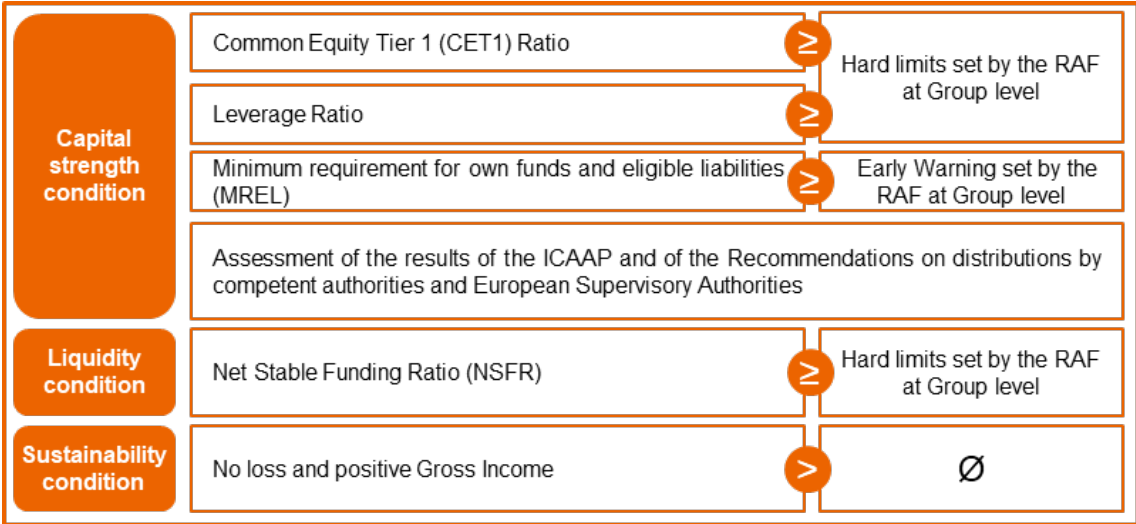 Capital
strength
condition
Common Equity Tier 1 (CET1) Ratio
≥
Hard limits set by the RAF
at Group level
Leverage Ratio
≥
Minimum requirement for own funds and eligible liabilities
(MREL)
≥
Early Warning set by the
RAF at Group level
Assessment of the results of the ICAAP and of the Recommendations on distributions by
competent authorities and European Supervisory Authorities
Liquidity
condition
Net Stable Funding Ratio (NSFR)
≥
Hard limits set by the RAF
at Group level
Sustainability
condition
No loss and positive Gross Income
>
Ø